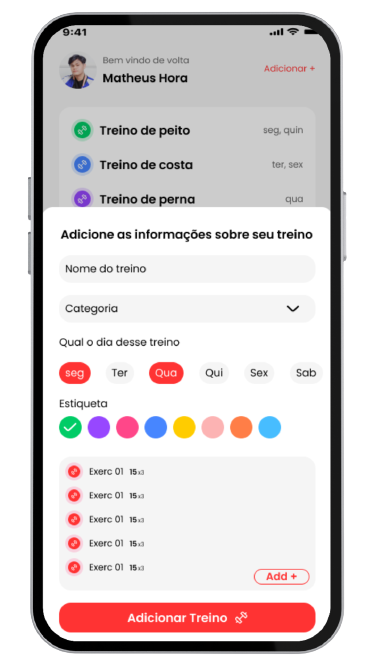 9:41
Bem vindo de volta
Matheus Hora
Adicionar +
Treino de peito seg, quin
Treino de costa ter, sex
Treino de perna qua
Adicione as informações sobre seu treino
Nome do treino
Categoria
Qual o dia desse treino
seg Ter Qua Qui Sex Sab
Estiqueta
Exerc 01 15x3
Exerc 01 15x3
Exerc 01 15x3
Exerc 01 15x3
Exerc 01 15x3
Add +
Adicionar Treino